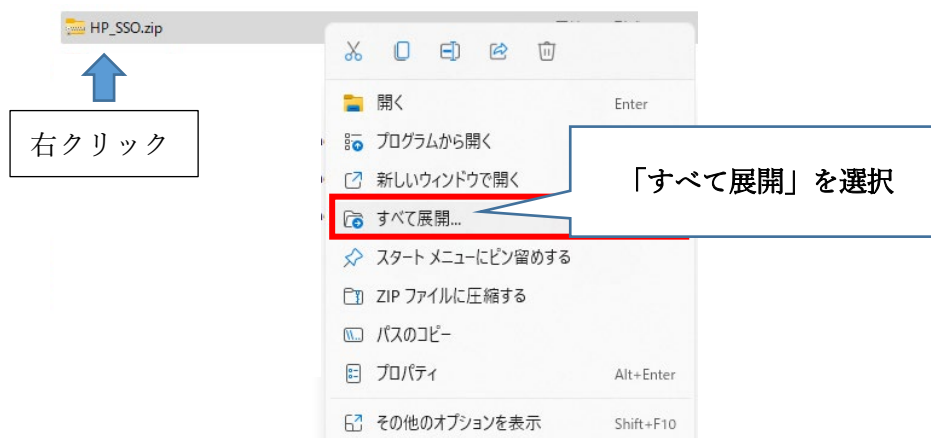 HP_SSO.zip
右クリック
開く Enter
プログラムから開く
新しいウィンドウで開く
「すべて展開」を選択
すべて展開...
スタート メニューにピン留めする
ZIP ファイルに圧縮する
パスのコピー
プロパティ Alt+Enter
その他のオプションを表示 Shift+F10